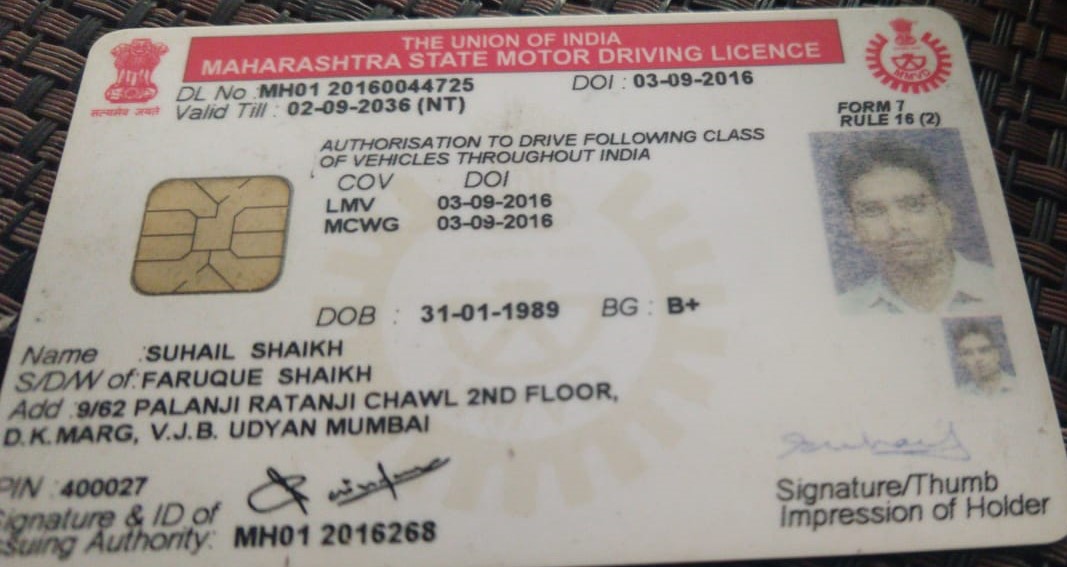 THE UNION OF INDIA
MAHARASHTRA STATE MOTOR DRIVING LICENCE
सत्यमेव जयते
MMVD
DL No : MH01 20160044725 DOI : 03-09-2016
Valid Till : 02-09-2036 (NT)
FORM 7
RULE 16 (2)
AUTHORISATION TO DRIVE FOLLOWING CLASS
OF VEHICLES THROUGHOUT INDIA
COV DOI
LMV 03-09-2016
MCWG 03-09-2016
DOB : 31-01-1989 BG : B+
Name : SUHAIL SHAIKH
S/D/W of : FARUQUE SHAIKH
Add : 9/62 PALANJI RATANJI CHAWL 2ND FLOOR,
D.K.MARG, V.J.B. UDYAN MUMBAI
PIN : 400027
Signature & ID of
Issuing Authority: MH01 2016268
Signature/Thumb
Impression of Holder